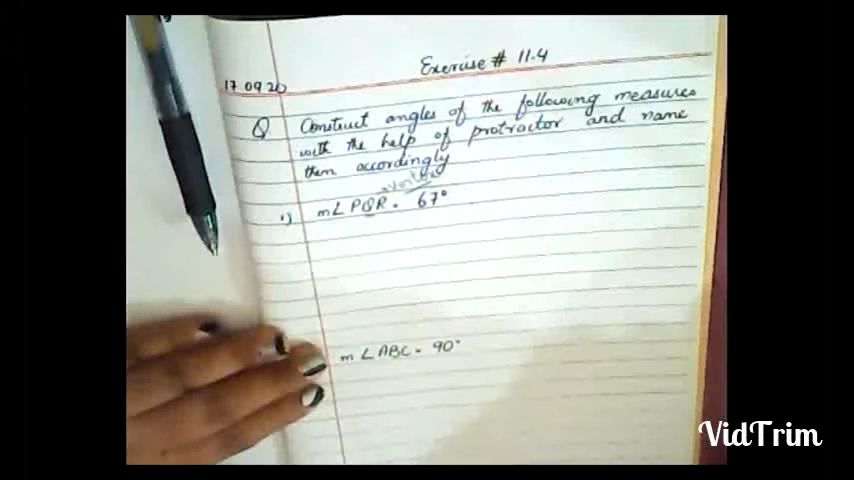 Exercise # 11.4
17 09 20
Q Construct angles of the following measures
with the help of protractor and name
them accordingly
vertex
i) m∠PQR = 67°
m∠ABC = 90°
VidTrim